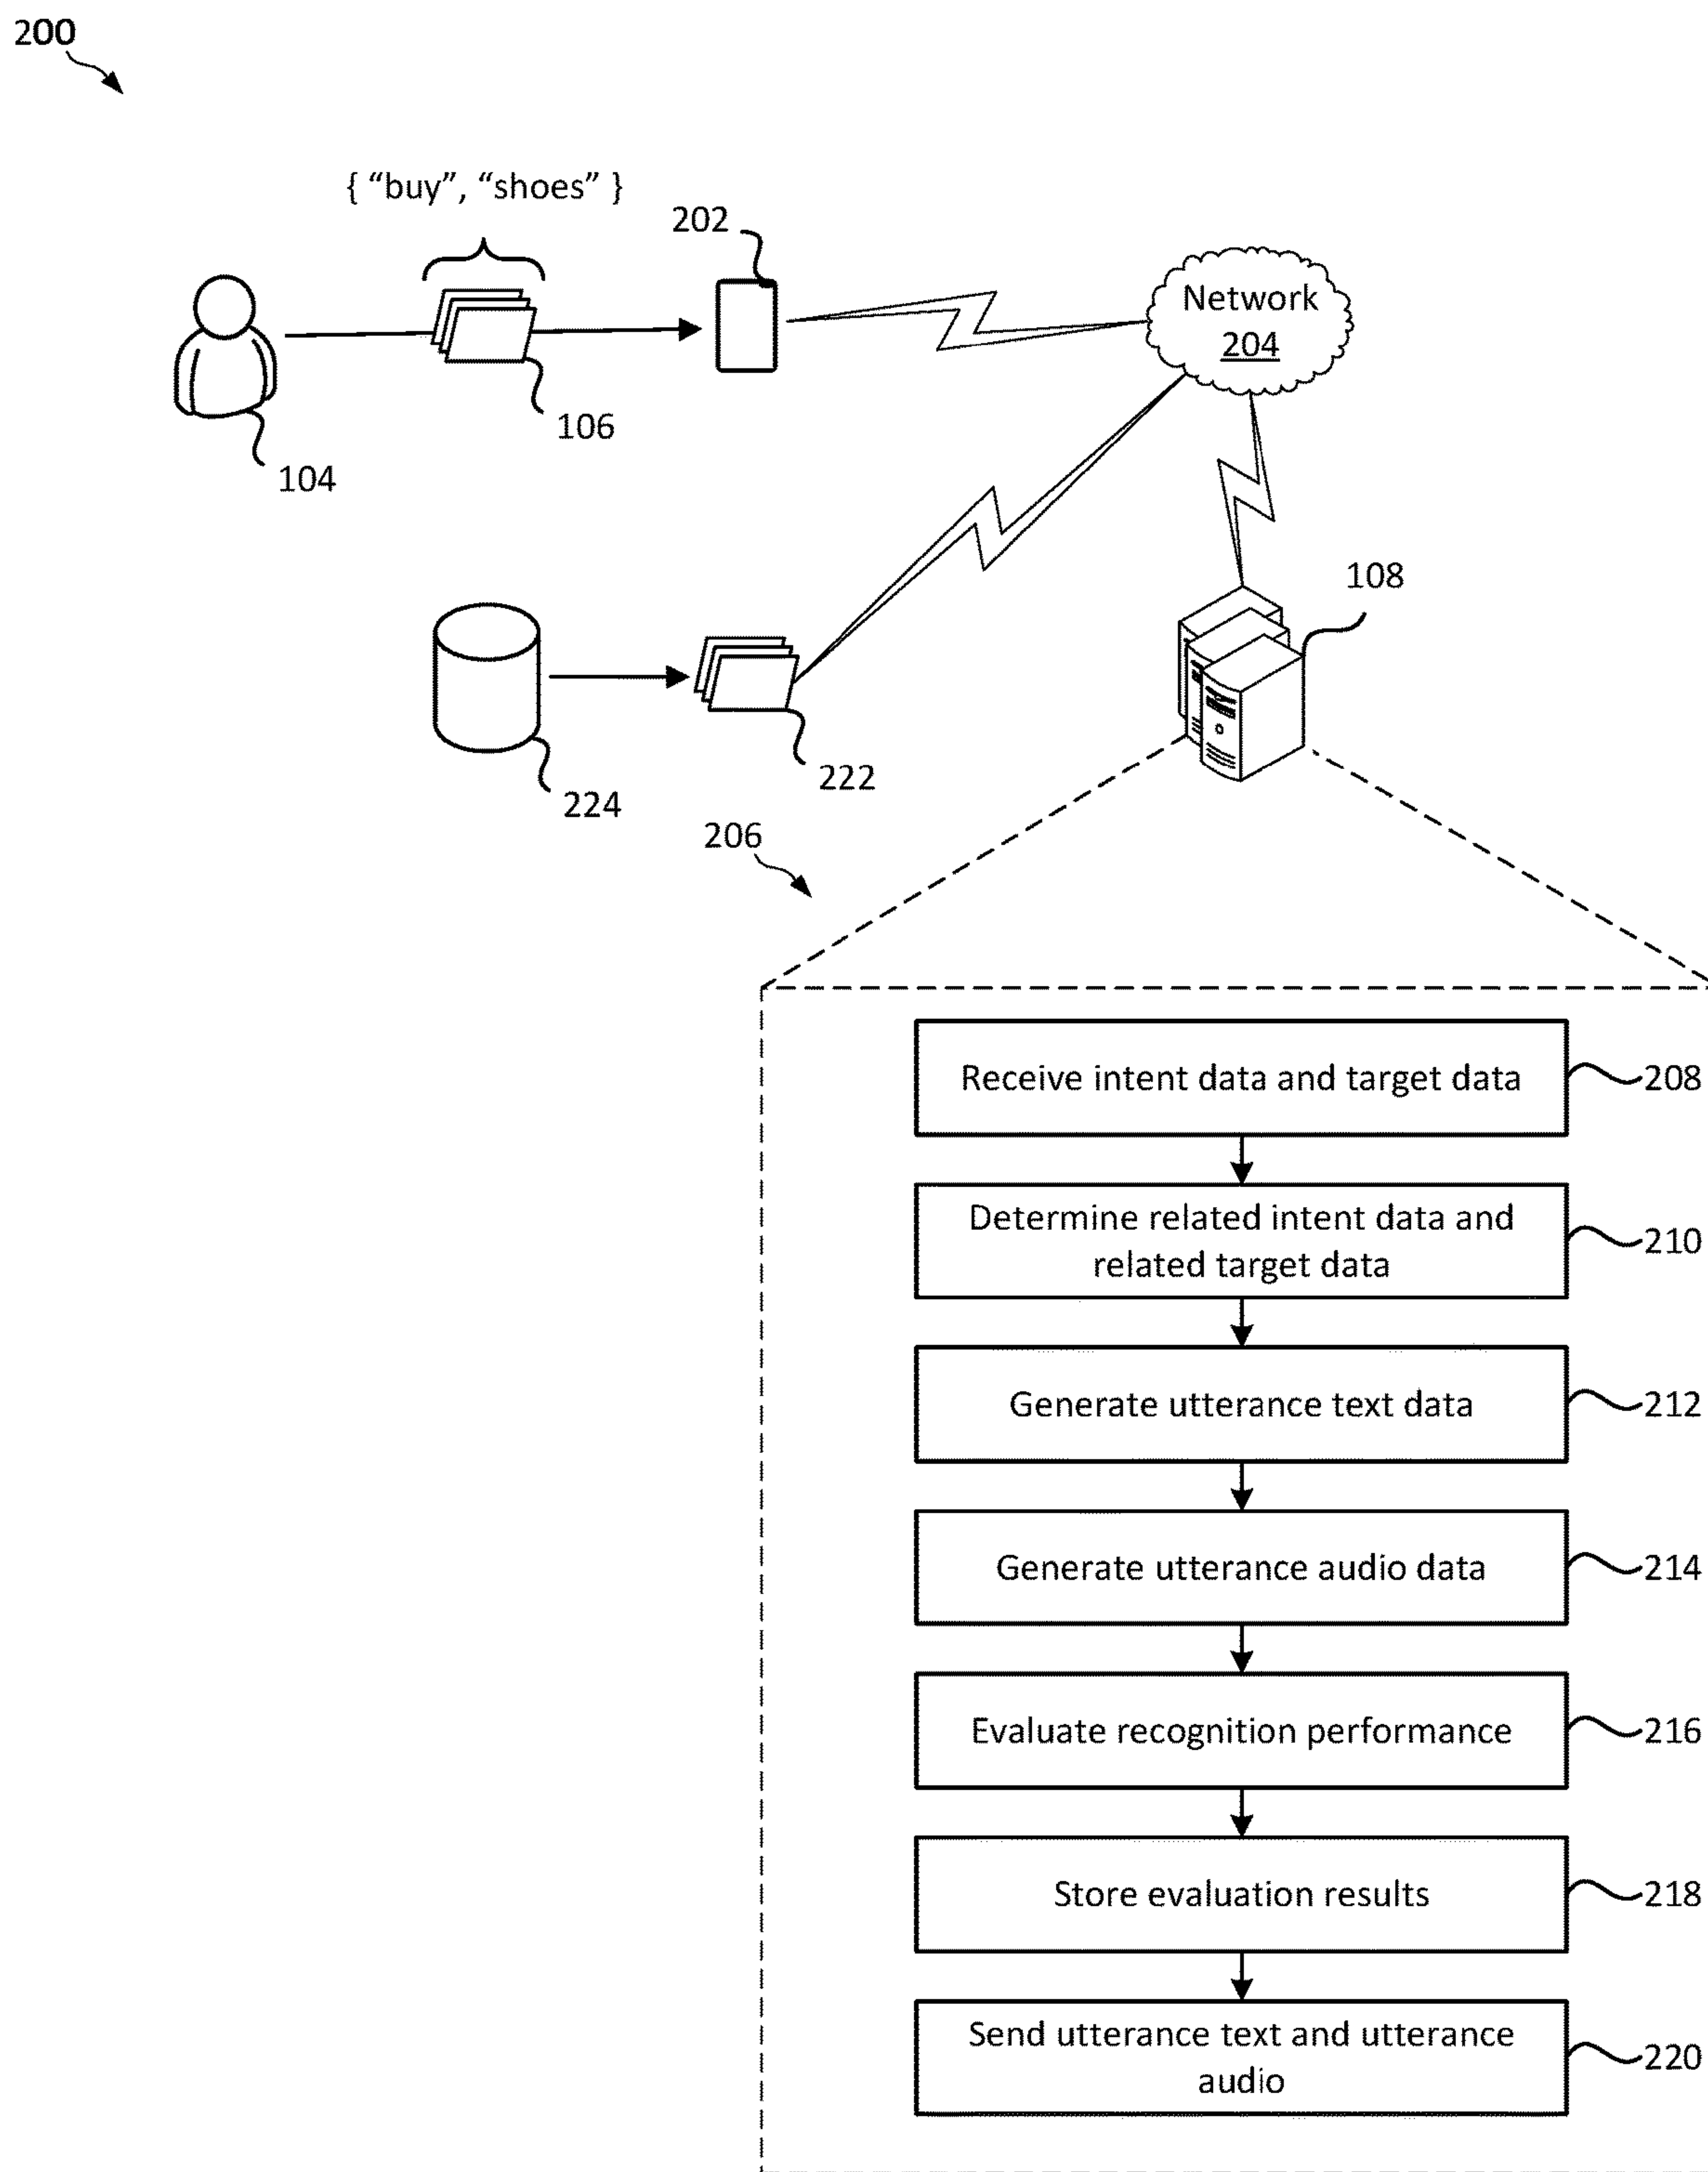 200
{ “buy”, “shoes” }
202
Network
204
106
104
108
222
224
206
Receive intent data and target data
208
Determine related intent data and
related target data
210
Generate utterance text data
212
Generate utterance audio data
214
Evaluate recognition performance
216
Store evaluation results
218
Send utterance text and utterance
audio
220